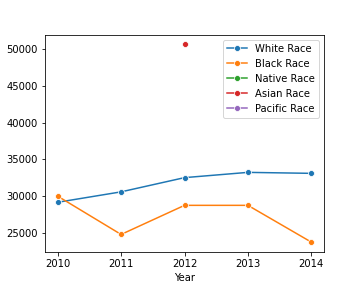 50000
45000
40000
35000
30000
25000
White Race
Black Race
Native Race
Asian Race
Pacific Race
2010 2011 2012 2013 2014
Year